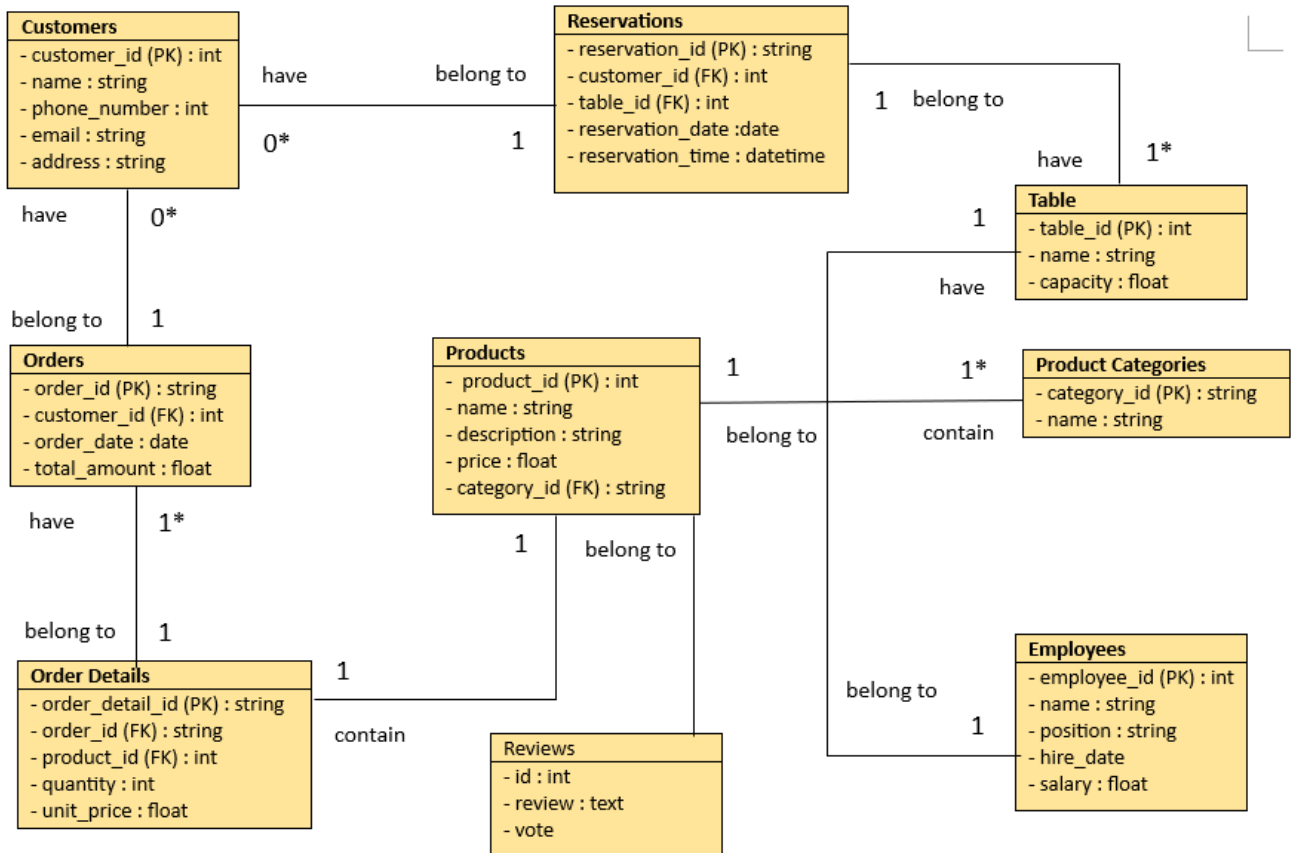 Customers
- customer_id (PK) : int
- name : string
- phone_number : int
- email : string
- address : string
have
belong to
0*
1
Reservations
- reservation_id (PK) : string
- customer_id (FK) : int
- table_id (FK) : int
- reservation_date :date
- reservation_time : datetime
1
belong to
have
1*
have
0*
belong to
1
Table
- table_id (PK) : int
- name : string
- capacity : float
1
have
Orders
- order_id (PK) : string
- customer_id (FK) : int
- order_date : date
- total_amount : float
Products
- product_id (PK) : int
- name : string
- description : string
- price : float
- category_id (FK) : string
1
1*
belong to
contain
Product Categories
- category_id (PK) : string
- name : string
have
1*
belong to
1
1
belong to
Order Details
- order_detail_id (PK) : string
- order_id (FK) : string
- product_id (FK) : int
- quantity : int
- unit_price : float
1
contain
Reviews
- id : int
- review : text
- vote
belong to
1
Employees
- employee_id (PK) : int
- name : string
- position : string
- hire_date
- salary : float